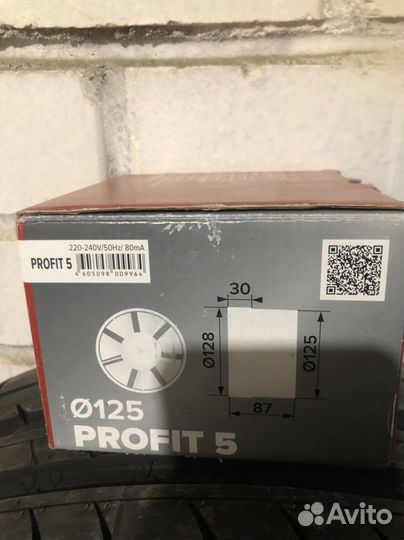 220-240V/50Hz/ 80mA
PROFIT 5
4 605098 009964
30
Ø128
Ø125
87
Ø125
PROFIT 5
Avito